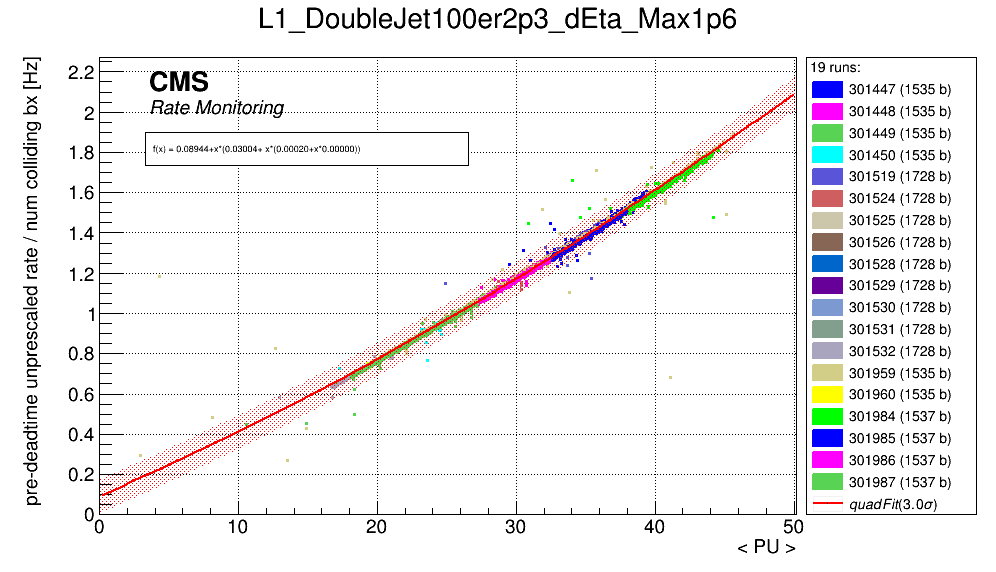 L1_DoubleJet100er2p3_dEta_Max1p6
pre-deadtime unprescaled rate / num colliding bx [Hz]
CMS
Rate Monitoring
f(x) = 0.08944+x*(0.03004+ x*(0.00020+x*0.00000))
2.2
2
1.8
1.6
1.4
1.2
1
0.8
0.6
0.4
0.2
0
0 10 20 30 40 50
< PU >
19 runs:
301447 (1535 b)
301448 (1535 b)
301449 (1535 b)
301450 (1535 b)
301519 (1728 b)
301524 (1728 b)
301525 (1728 b)
301526 (1728 b)
301528 (1728 b)
301529 (1728 b)
301530 (1728 b)
301531 (1728 b)
301532 (1728 b)
301959 (1535 b)
301960 (1535 b)
301984 (1537 b)
301985 (1537 b)
301986 (1537 b)
301987 (1537 b)
quadFit(3.0σ)